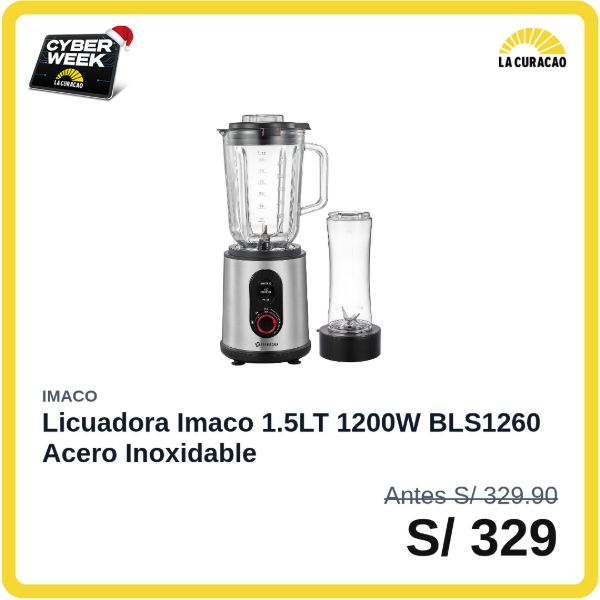 CYBER
WEEK
LA CURACAO
LA CURACAO
IMACO
Licuadora Imaco 1.5LT 1200W BLS1260
Acero Inoxidable
Antes S/ 329.90
S/ 329